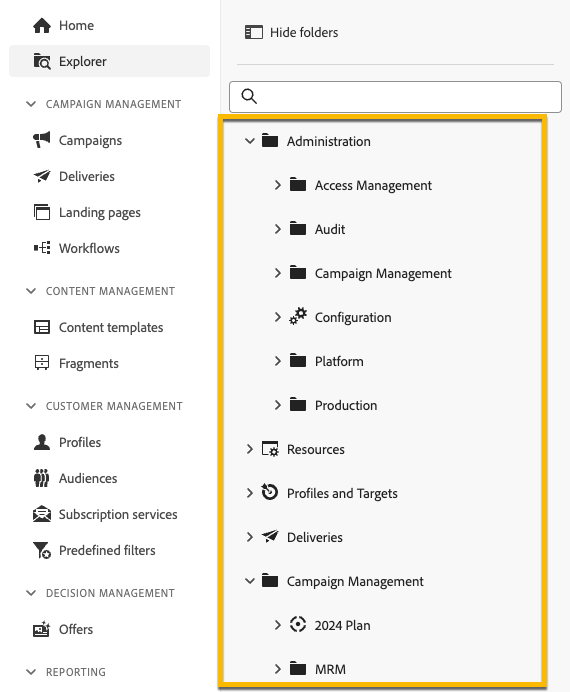 Home
Explorer
CAMPAIGN MANAGEMENT
Campaigns
Deliveries
Landing pages
Workflows
CONTENT MANAGEMENT
Content templates
Fragments
CUSTOMER MANAGEMENT
Profiles
Audiences
Subscription services
Predefined filters
DECISION MANAGEMENT
Offers
REPORTING
Hide folders
Administration
Access Management
Audit
Campaign Management
Configuration
Platform
Production
Resources
Profiles and Targets
Deliveries
Campaign Management
2024 Plan
MRM